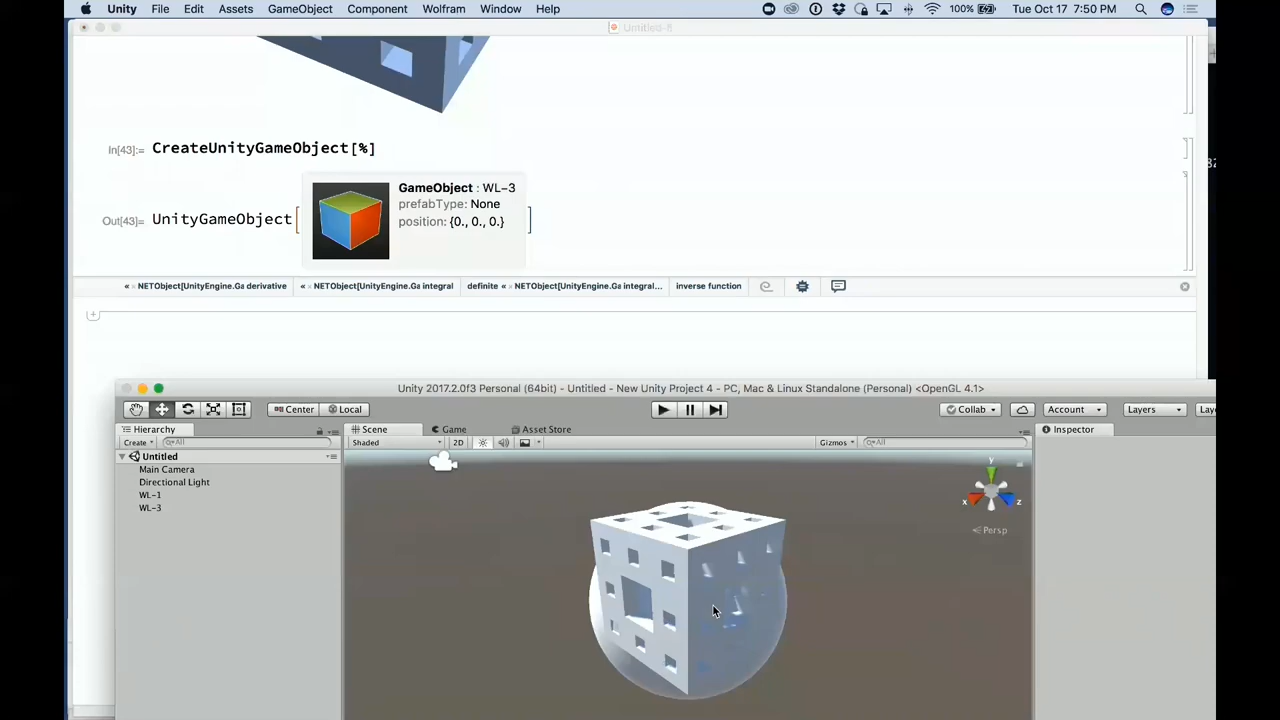 Unity File Edit Assets GameObject Component Wolfram Window Help 100% Tue Oct 17 7:50 PM
In[43]:= CreateUnityGameObject[%]
GameObject : WL-3
prefabType: None
Out[43]= UnityGameObject[ position: {0., 0., 0.} ]
« NETObject[UnityEngine.Ga derivative « NETObject[UnityEngine.Ga integral definite « NETObject[UnityEngine.Ga integral... inverse function
Unity 2017.2.0f3 Personal (64bit) - Untitled - New Unity Project 4 - PC, Mac & Linux Standalone (Personal) <OpenGL 4.1>
Center Local Collab Account Layers
Hierarchy Scene Game Asset Store Inspector
Create All Shaded 2D Gizmos All
Untitled
Main Camera
Directional Light
WL-1
WL-3
y
x z
Persp